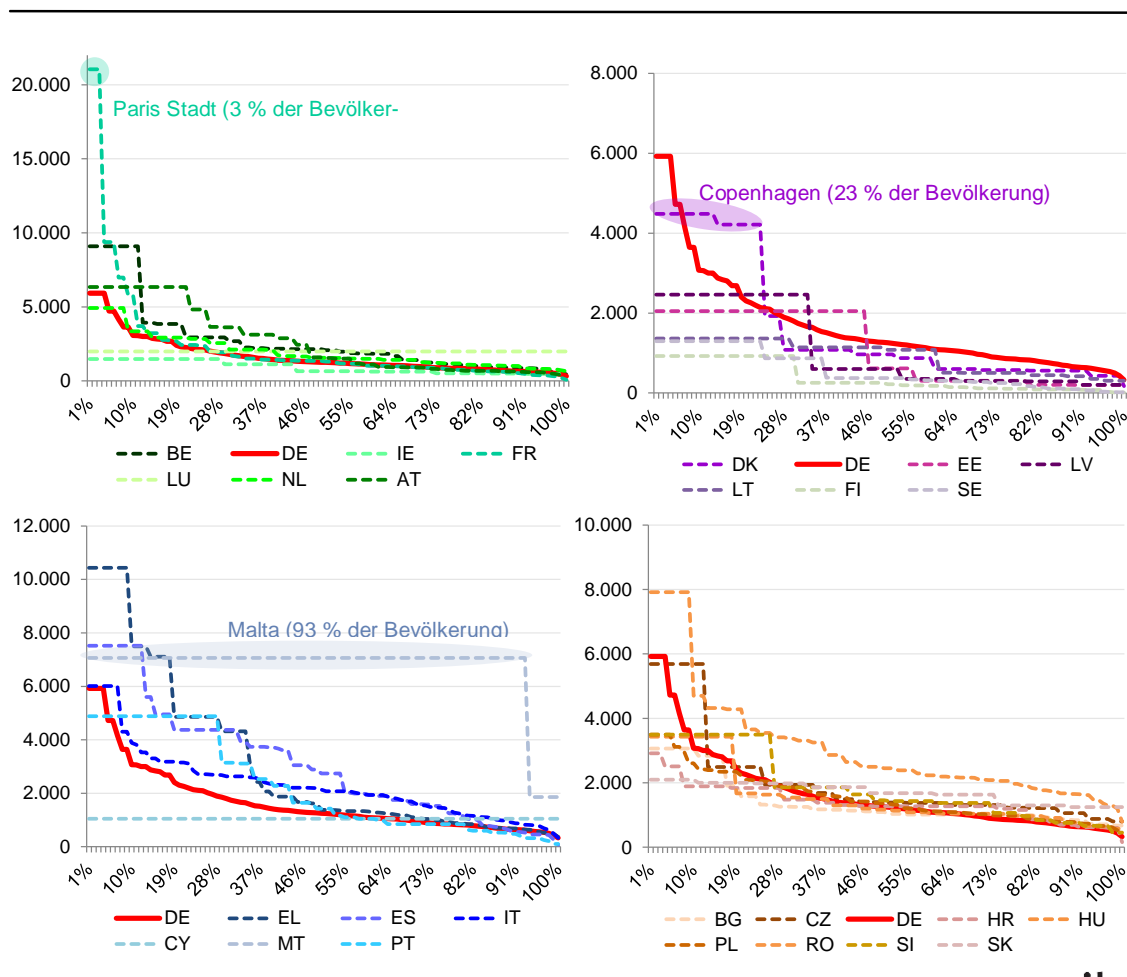 20.000
15.000
10.000
5.000
0
Paris Stadt (3 % der Bevölker-
1% 10% 19% 28% 37% 46% 55% 64% 73% 82% 91% 100%
BE DE IE FR
LU NL AT
8.000
6.000
4.000
2.000
0
Copenhagen (23 % der Bevölkerung)
1% 10% 19% 28% 37% 46% 55% 64% 73% 82% 91% 100%
DK DE EE LV
LT FI SE
12.000
10.000
8.000
6.000
4.000
2.000
0
Malta (93 % der Bevölkerung)
1% 10% 19% 28% 37% 46% 55% 64% 73% 82% 91% 100%
DE EL ES IT
CY MT PT
10.000
8.000
6.000
4.000
2.000
0
1% 10% 19% 28% 37% 46% 55% 64% 73% 82% 91% 100%
BG CZ DE HR HU
PL RO SI SK